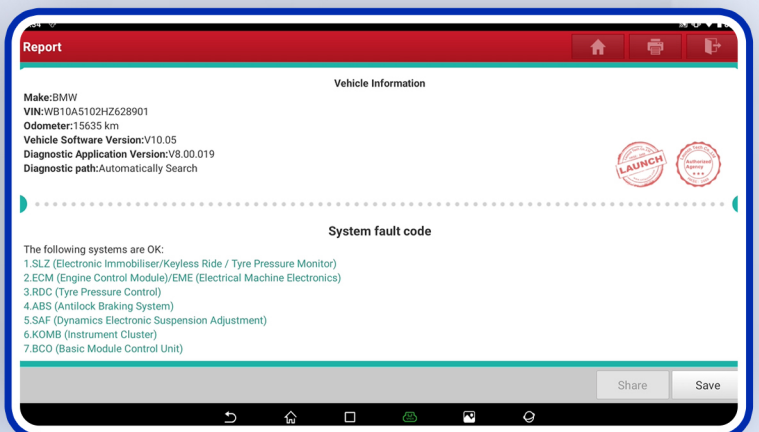 Report
Vehicle Information
Make:BMW
VIN:WB10A5102HZ628901
Odometer:15635 km
Vehicle Software Version:V10.05
Diagnostic Application Version:V8.00.019
Diagnostic path:Automatically Search
LAUNCH
Authorized
Agency
System fault code
The following systems are OK:
1.SLZ (Electronic Immobiliser/Keyless Ride / Tyre Pressure Monitor)
2.ECM (Engine Control Module)/EME (Electrical Machine Electronics)
3.RDC (Tyre Pressure Control)
4.ABS (Antilock Braking System)
5.SAF (Dynamics Electronic Suspension Adjustment)
6.KOMB (Instrument Cluster)
7.BCO (Basic Module Control Unit)
Share
Save